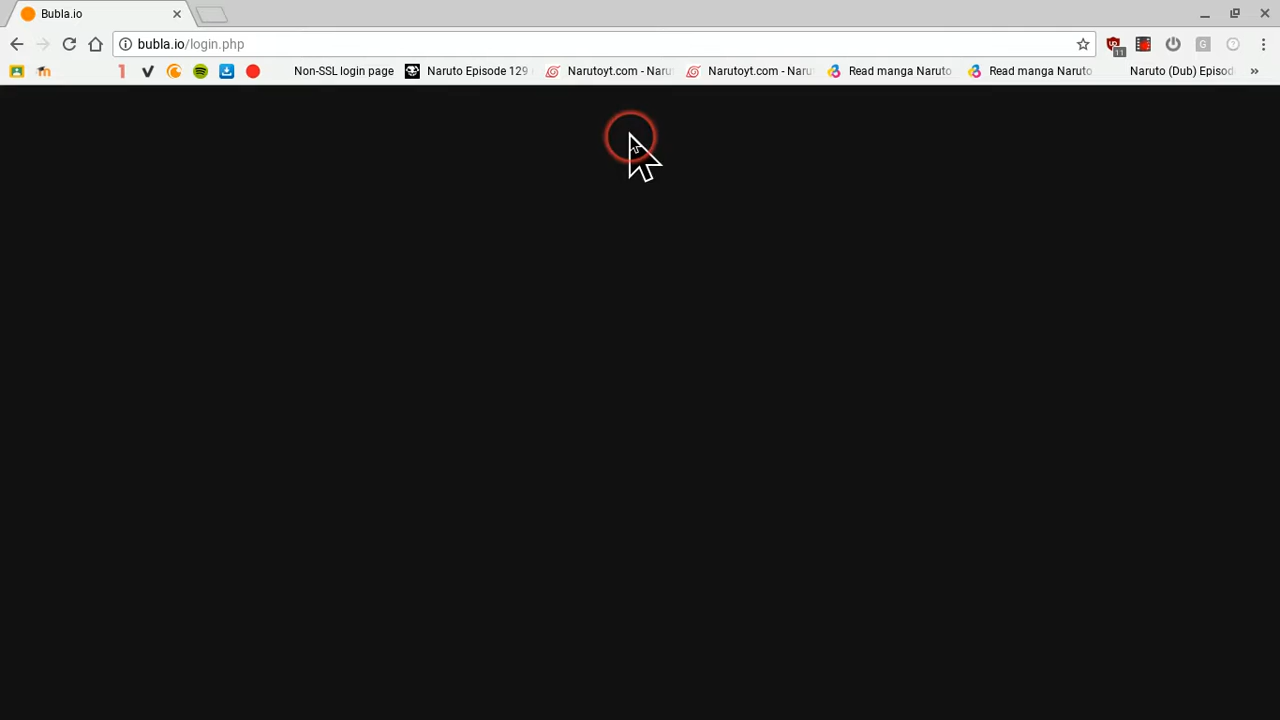 Bubla.io
bubla.io/login.php
11
G
Non-SSL login page
Naruto Episode 129
Narutoyt.com - Naru
Narutoyt.com - Naru
Read manga Naruto
Read manga Naruto
Naruto (Dub) Episod
»